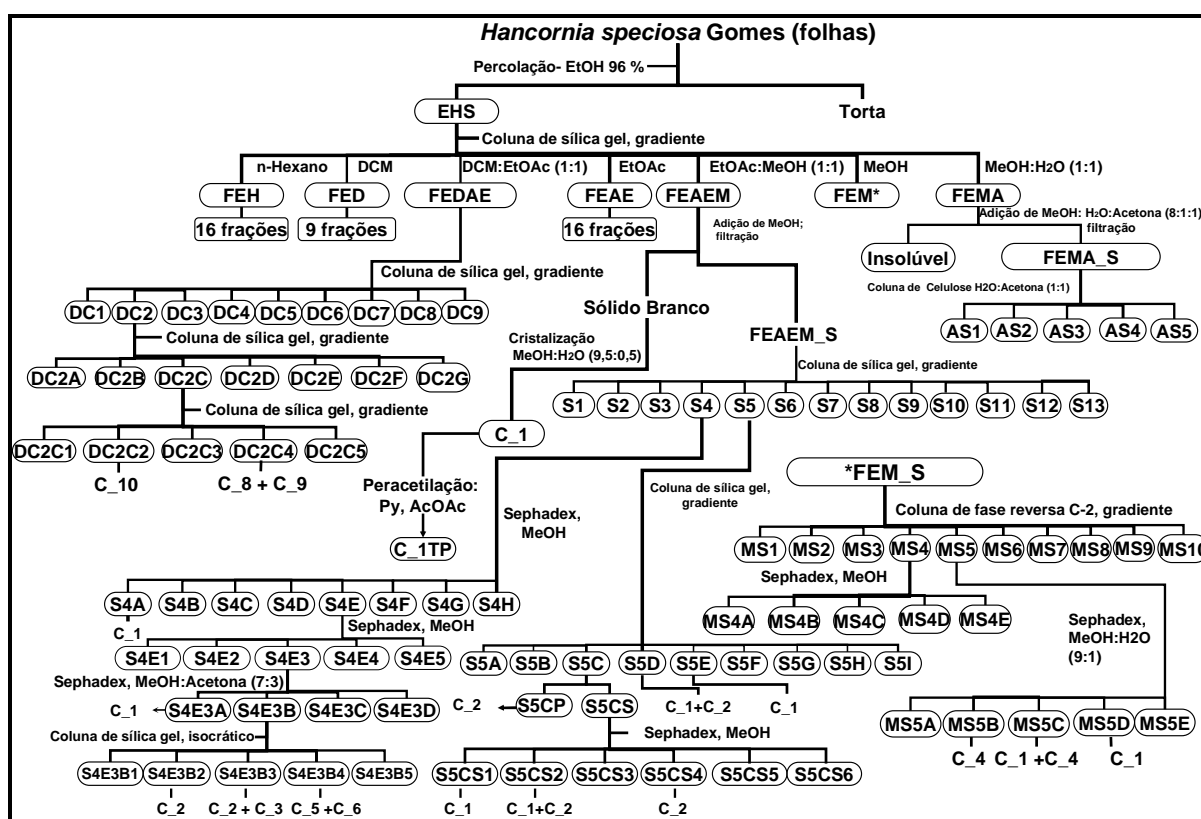 Hancornia speciosa Gomes (folhas)
Percolação- EtOH 96 %
EHS
Torta
Coluna de sílica gel, gradiente
n-Hexano
DCM
DCM:EtOAc (1:1)
EtOAc
EtOAc:MeOH (1:1)
MeOH
MeOH:H2O (1:1)
FEH
FED
FEDAE
FEAE
FEAEM
FEM*
FEMA
16 frações
9 frações
16 frações
Adição de MeOH;
filtração
Adição de MeOH: H2O:Acetona (8:1:1)
filtração
Insolúvel
FEMA_S
Coluna de Celulose H2O:Acetona (1:1)
AS1
AS2
AS3
AS4
AS5
Coluna de sílica gel, gradiente
DC1
DC2
DC3
DC4
DC5
DC6
DC7
DC8
DC9
Coluna de sílica gel, gradiente
DC2A
DC2B
DC2C
DC2D
DC2E
DC2F
DC2G
Coluna de sílica gel, gradiente
DC2C1
DC2C2
DC2C3
DC2C4
DC2C5
C_10
C_8 + C_9
Sólido Branco
Cristalização
MeOH:H2O (9,5:0,5)
C_1
Peracetilação:
Py, AcOAc
C_1TP
FEAEM_S
Coluna de sílica gel, gradiente
S1
S2
S3
S4
S5
S6
S7
S8
S9
S10
S11
S12
S13
Sephadex,
MeOH
Coluna de sílica gel,
gradiente
*FEM_S
Coluna de fase reversa C-2, gradiente
MS1
MS2
MS3
MS4
MS5
MS6
MS7
MS8
MS9
MS10
Sephadex, MeOH
MS4A
MS4B
MS4C
MS4D
MS4E
Sephadex,
MeOH:H2O
(9:1)
MS5A
MS5B
MS5C
MS5D
MS5E
C_4
C_1 +C_4
C_1
S4A
S4B
S4C
S4D
S4E
S4F
S4G
S4H
C_1
Sephadex, MeOH
S4E1
S4E2
S4E3
S4E4
S4E5
Sephadex, MeOH:Acetona (7:3)
C_1
S4E3A
S4E3B
S4E3C
S4E3D
Coluna de sílica gel, isocrático
S4E3B1
S4E3B2
S4E3B3
S4E3B4
S4E3B5
C_2
C_2 + C_3
C_5 +C_6
S5A
S5B
S5C
S5D
S5E
S5F
S5G
S5H
S5I
C_2
S5CP
S5CS
C_1+C_2
C_1
Sephadex, MeOH
S5CS1
S5CS2
S5CS3
S5CS4
S5CS5
S5CS6
C_1
C_1+C_2
C_2